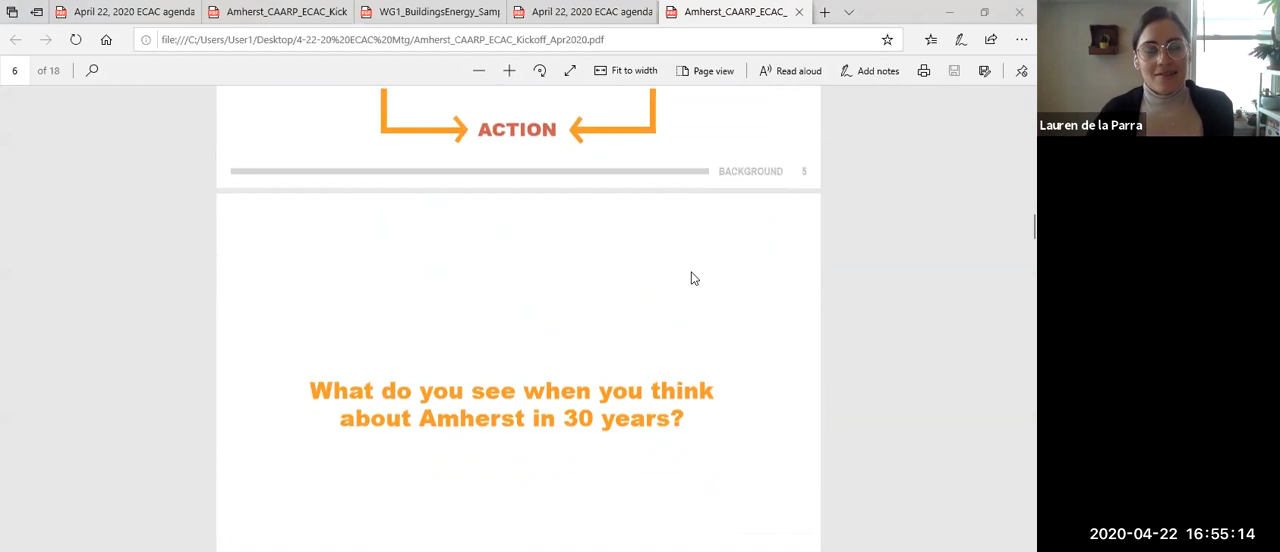 April 22, 2020 ECAC agenda
Amherst_CAARP_ECAC_Kick
WG1_BuildingsEnergy_Samp
April 22, 2020 ECAC agenda
Amherst_CAARP_ECAC_
file:///C:/Users/User1/Desktop/4-22-20%20ECAC%20Mtg/Amherst_CAARP_ECAC_Kickoff_Apr2020.pdf
6 of 18
Fit to width
Page view
Read aloud
Add notes
ACTION
BACKGROUND 5
What do you see when you think
about Amherst in 30 years?
Lauren de la Parra
2020-04-22 16:55:14